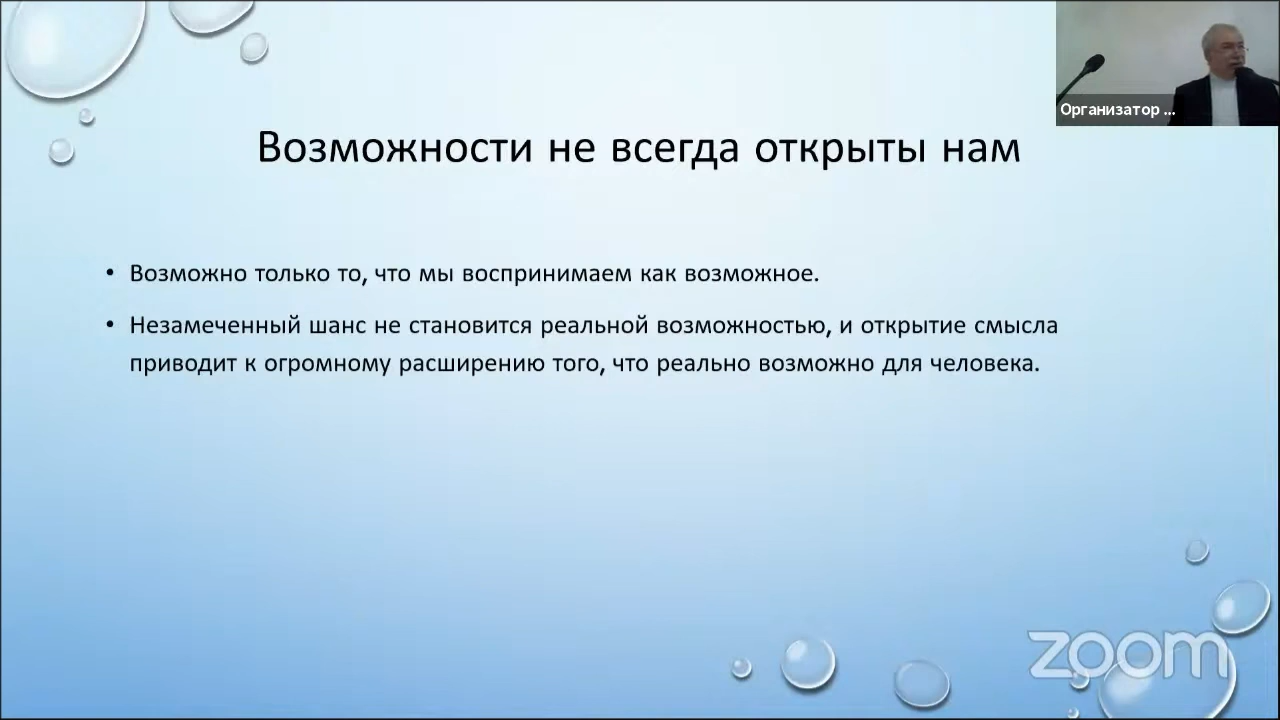 Организатор ...
Возможности не всегда открыты нам
• Возможно только то, что мы воспринимаем как возможное.
• Незамеченный шанс не становится реальной возможностью, и открытие смысла
приводит к огромному расширению того, что реально возможно для человека.
zoom